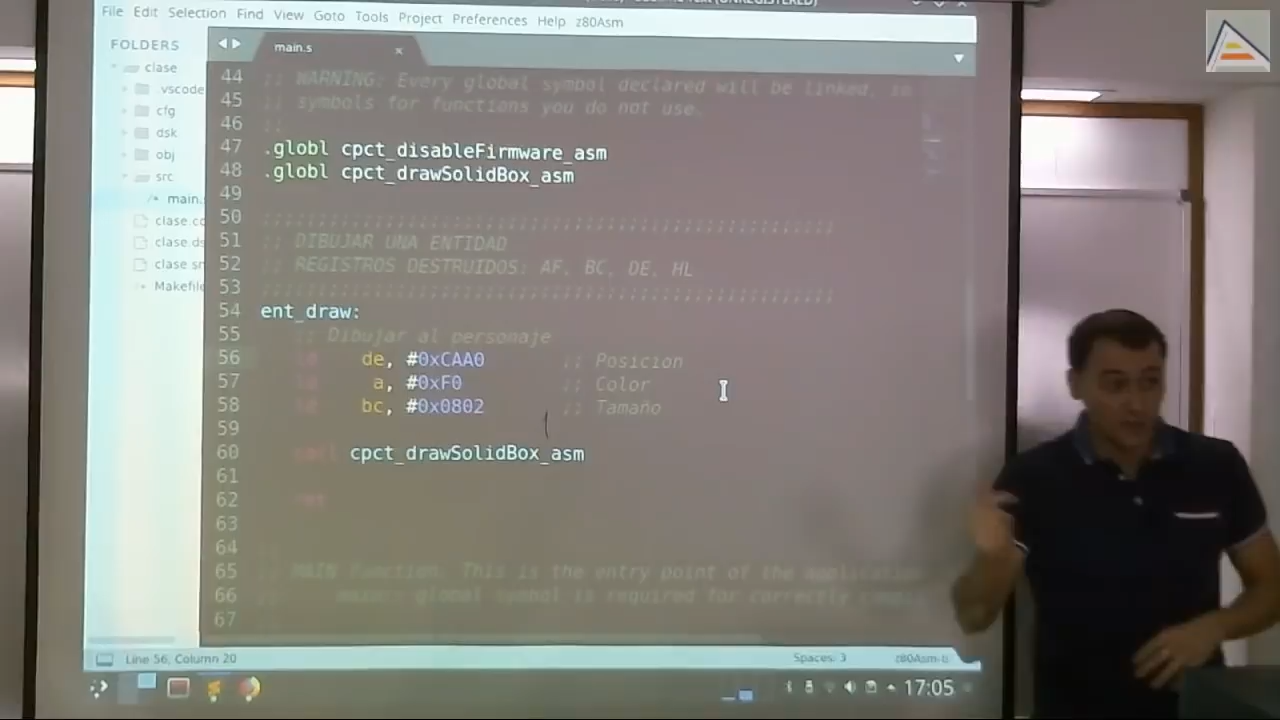 File Edit Selection Find View Goto Tools Project Preferences Help z80Asm
FOLDERS
clase
vscode
cfg
dsk
obj
src
main.
clase.
clase.ds
clase.
Makefile
main.s ×
44 ;; WARNING: Every global symbol declared will be linked,
45 ;; symbols for functions you do not use.
46 ;;
47 .globl cpct_disableFirmware_asm
48 .globl cpct_drawSolidBox_asm
49
50 ;;;;;;;;;;;;;;;;;;;;;;;;;;;;;;;;;;;;;;;;;;;;;;;;;;;;
51 ;; DIBUJAR UNA ENTIDAD
52 ;; REGISTROS DESTRUIDOS: AF, BC, DE, HL
53 ;;;;;;;;;;;;;;;;;;;;;;;;;;;;;;;;;;;;;;;;;;;;;;;;;;;;
54 ent_draw:
55 ;; Dibujar al personaje
56 ld de, #0xCAA0 ;; Posicion
57 ld a, #0xF0 ;; Color
58 ld bc, #0x0802 ;; Tamaño
59
60 call cpct_drawSolidBox_asm
61
62 ret
63
64 ;;
65 ;; MAIN function. This is the entry point of the application
66 ;; global symbol is required for correctly
67
Line 56, Column 20 Spaces: 3
17:05